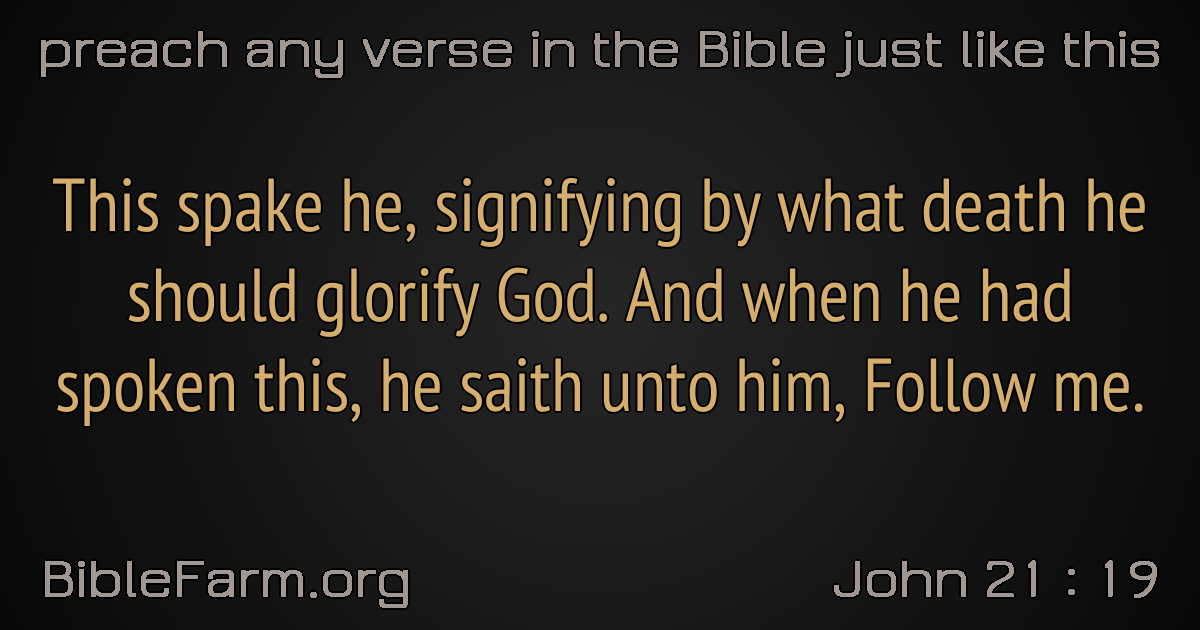 preach any verse in the Bible just like this
This spake he, signifying by what death he
should glorify God. And when he had
spoken this, he saith unto him, Follow me.
BibleFarm.org
John 21 : 19